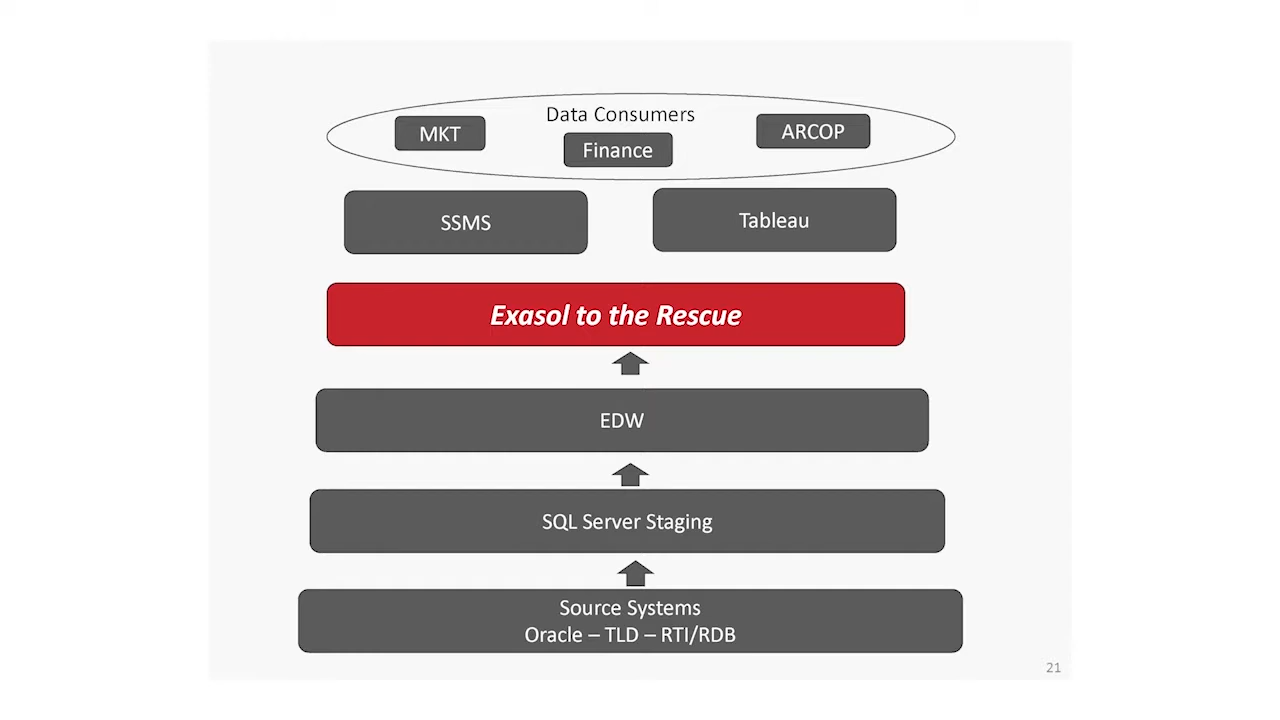 Data Consumers
MKT
Finance
ARCOP
SSMS
Tableau
Exasol to the Rescue
EDW
SQL Server Staging
Source Systems
Oracle – TLD – RTI/RDB
21